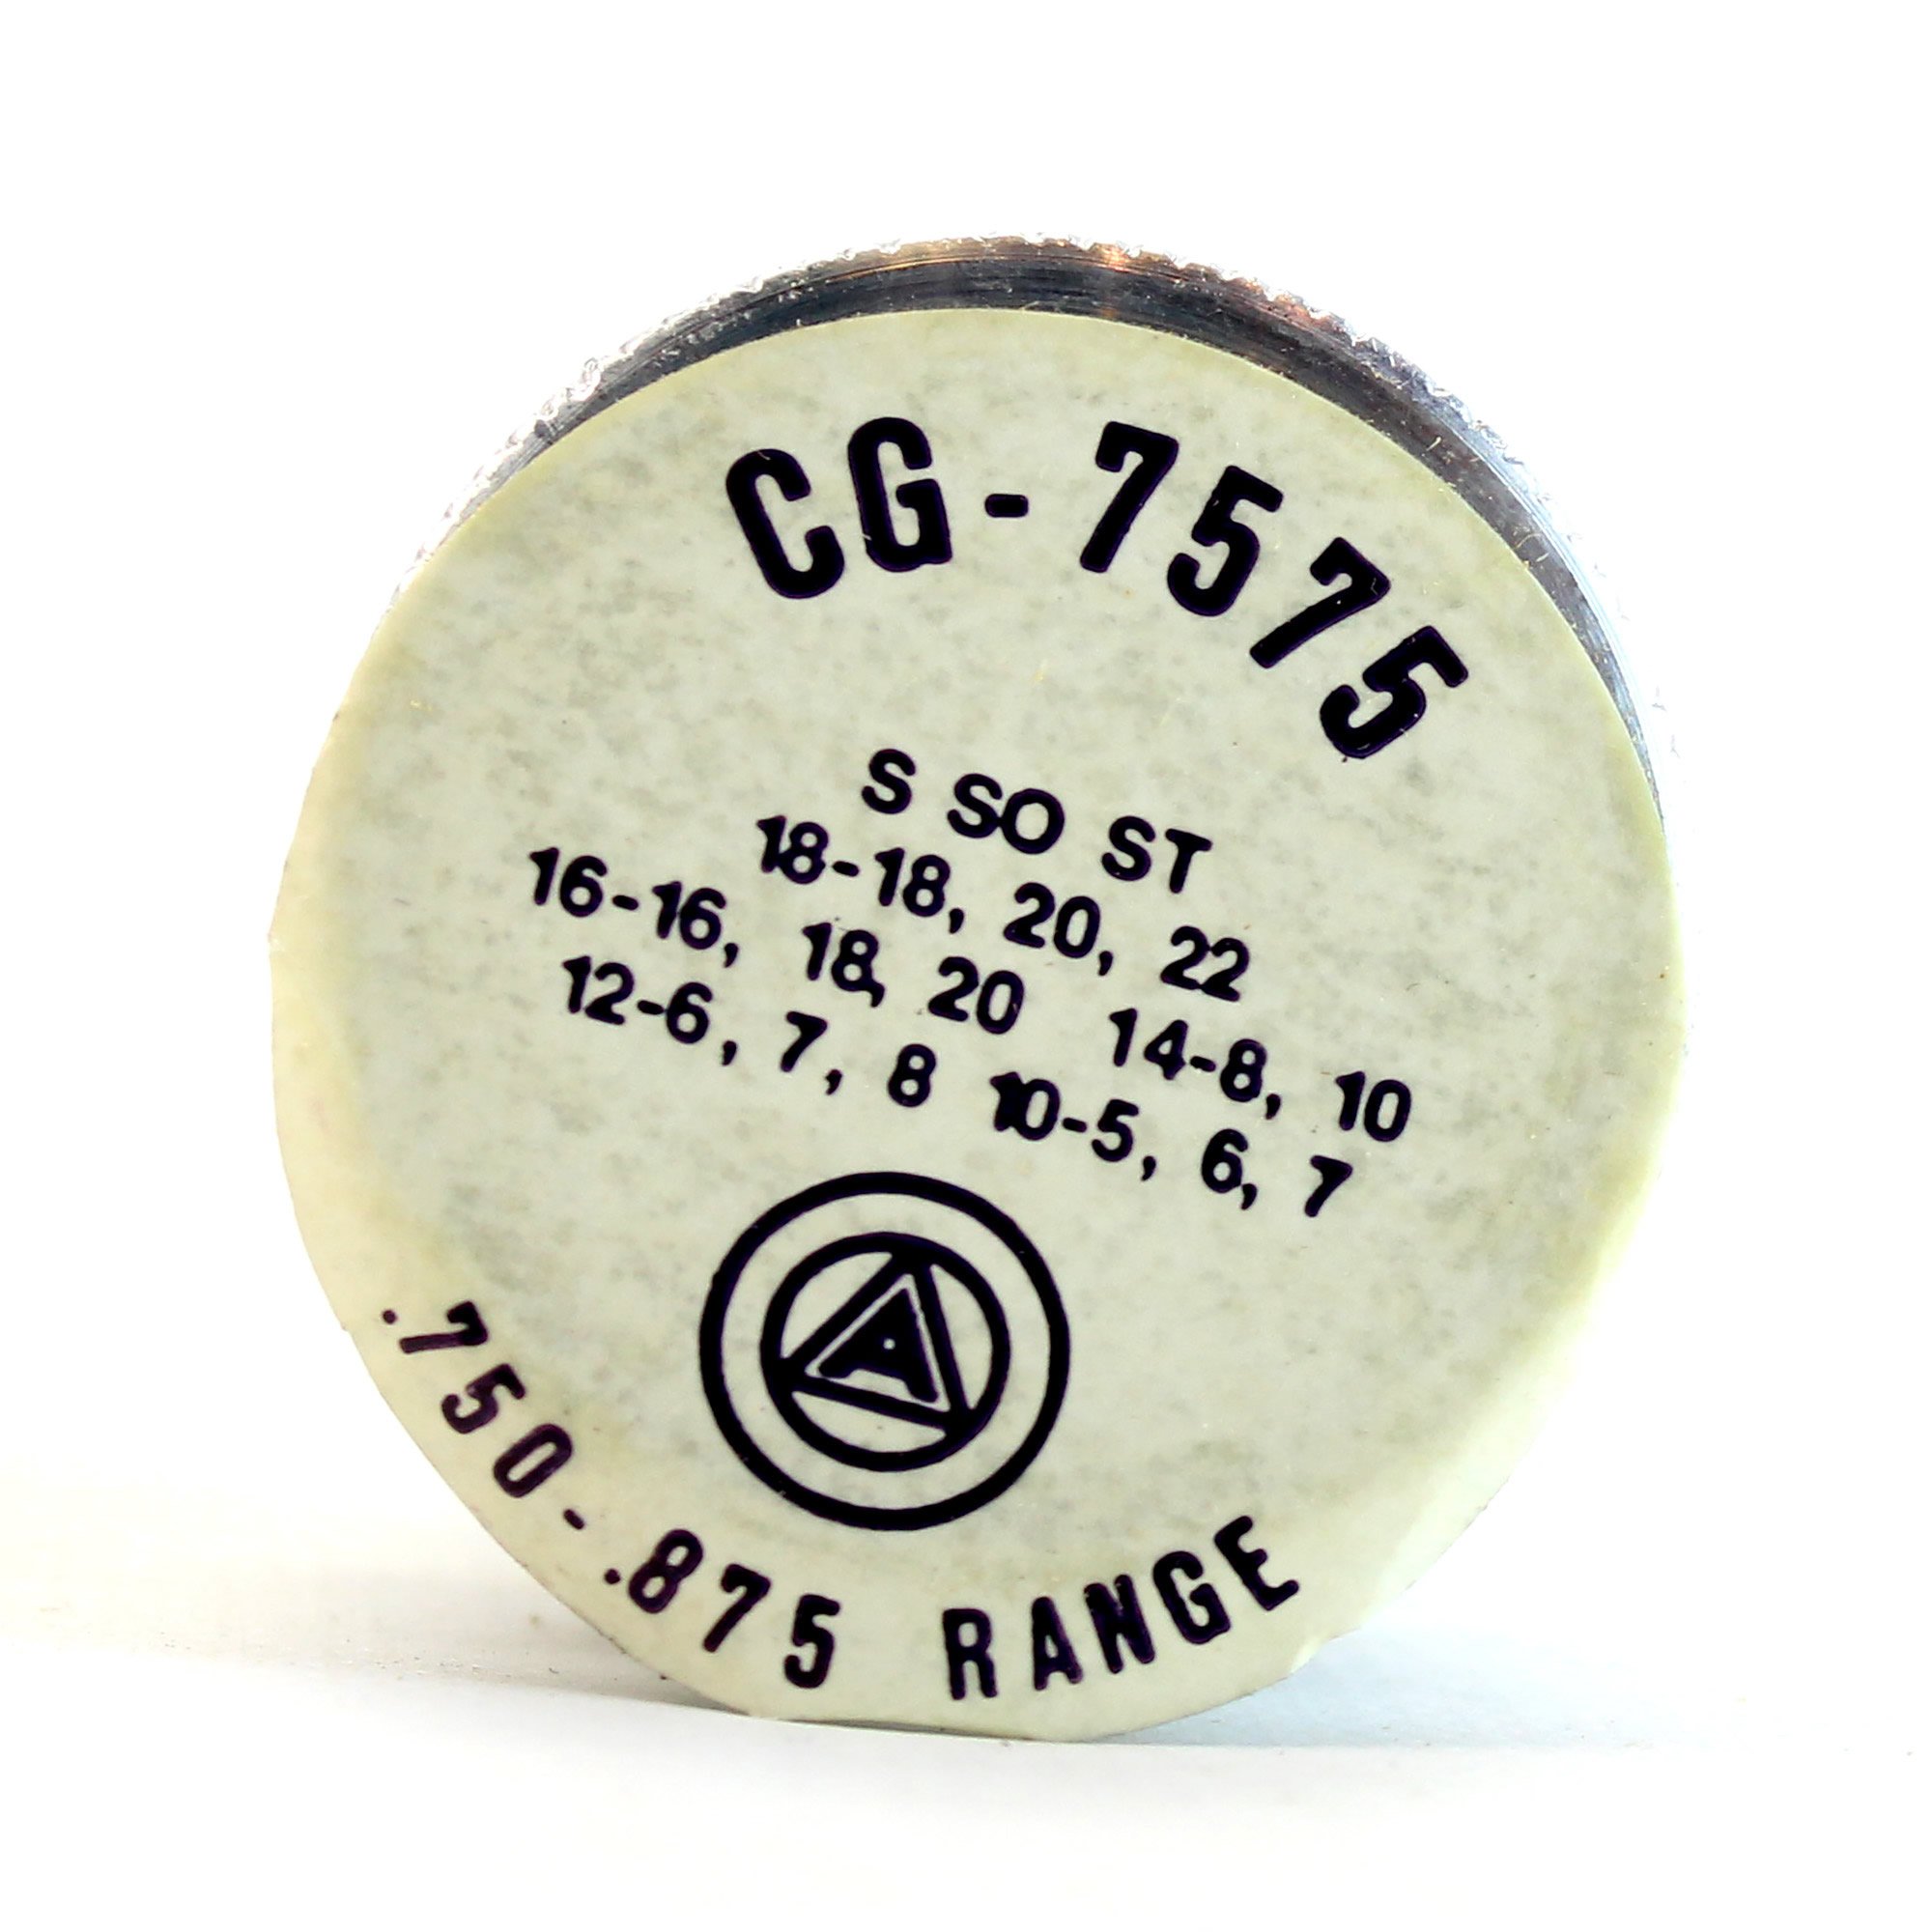 CG-7575
S SO ST
18-18, 20, 22
16-16, 18, 20 14-8, 10
12-6, 7, 8 10-5, 6, 7
A
.750-.875 RANGE